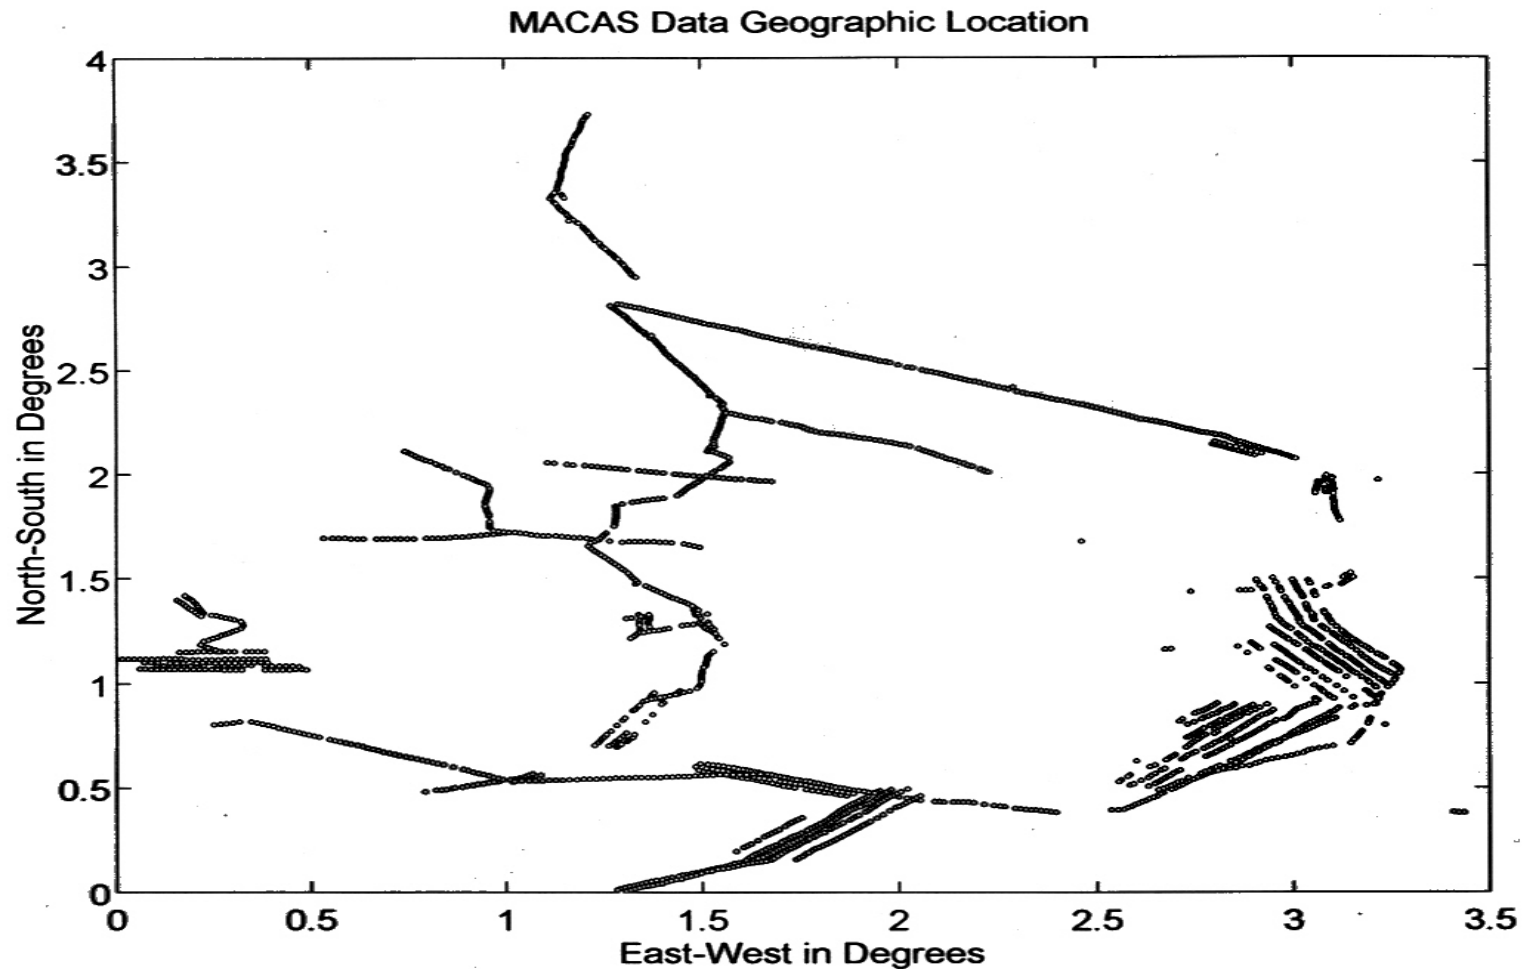 MACAS Data Geographic Location
4
3.5
3
2.5
2
1.5
1
0.5
0
North-South in Degrees
0 0.5 1 1.5 2 2.5 3 3.5
East-West in Degrees